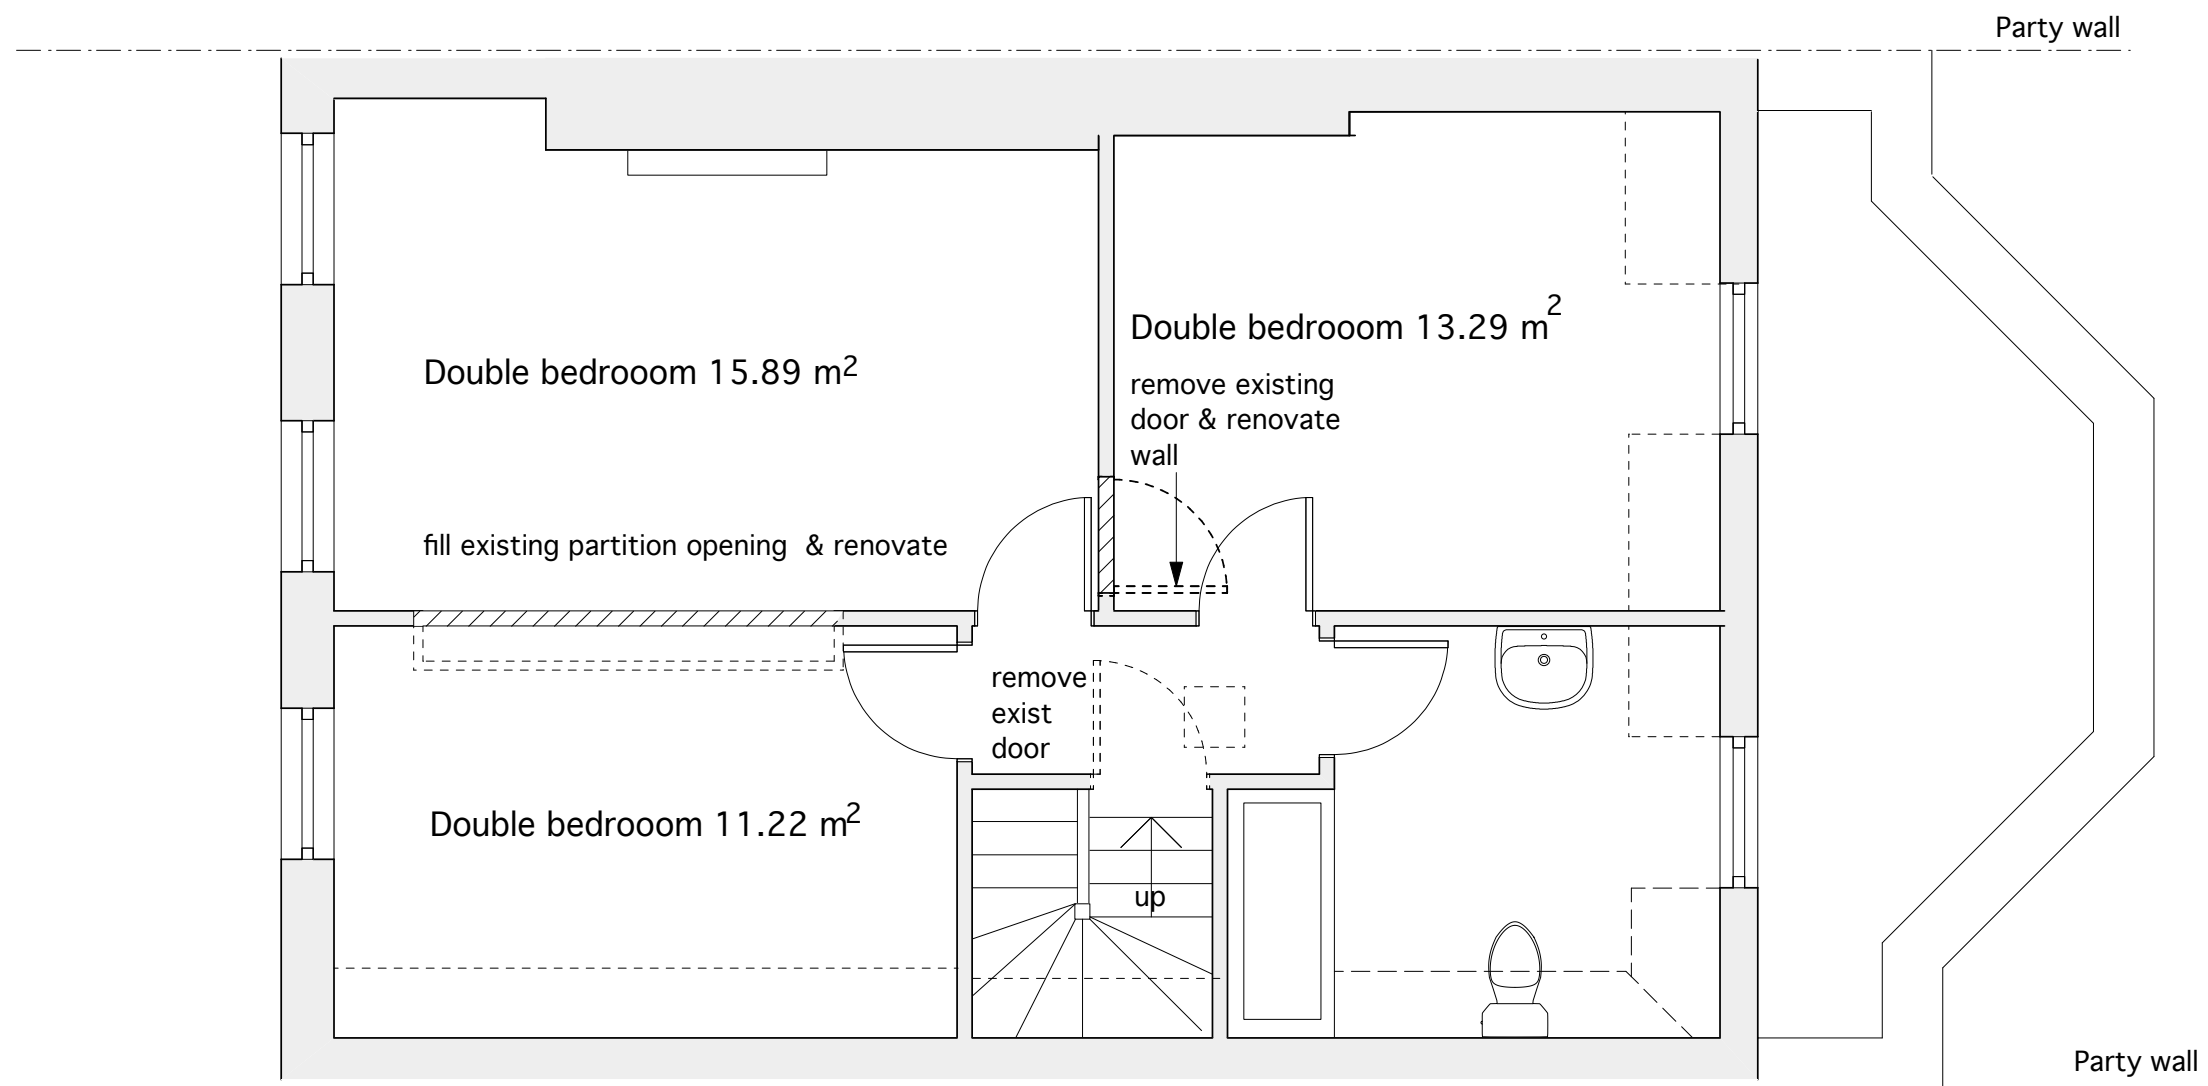 Party wall
Double bedrooom 13.29 m2
Double bedrooom 15.89 m2
remove existing
door & renovate
wall
fill existing partition opening & renovate
remove
exist
door
Double bedrooom 11.22 m2
up
Party wall